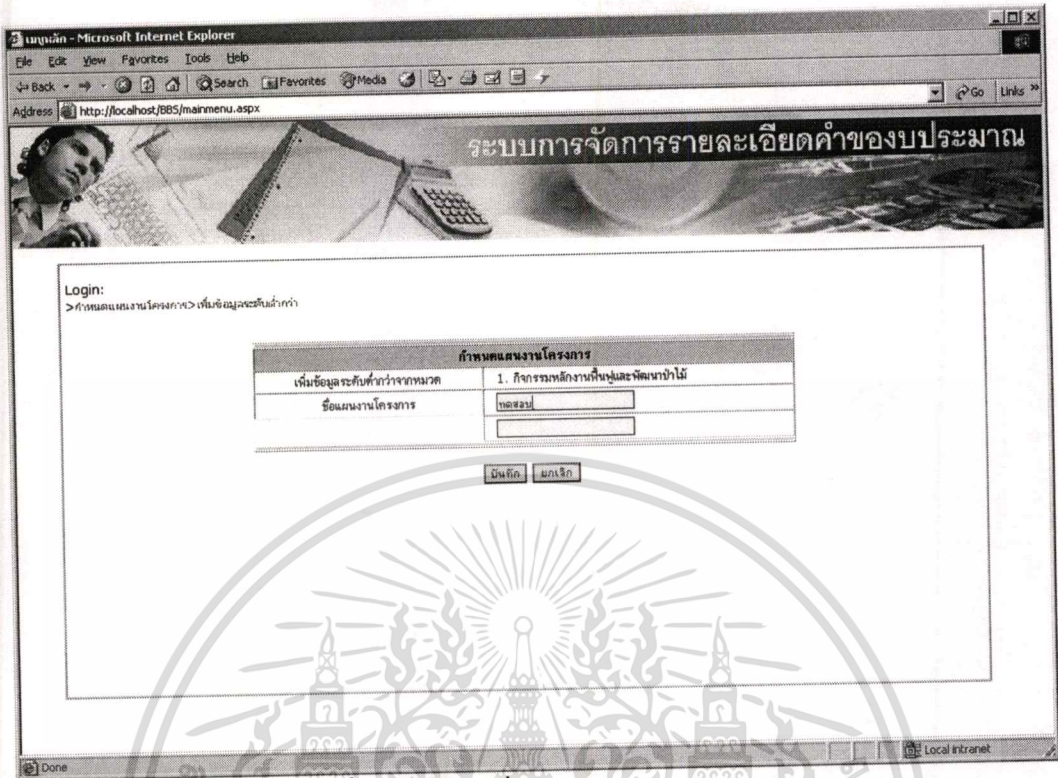 เมนูหลัก - Microsoft Internet Explorer
File Edit View Favorites Tools Help
Back Search Favorites Media
Address http://localhost/BBS/mainmenu.aspx Go Links »
ระบบการจัดการรายละเอียดคำของบประมาณ
Login:
>กำหนดแผนงานโครงการ>เพิ่มข้อมูลระดับต่ำกว่า
กำหนดแผนงานโครงการ
เพิ่มข้อมูลระดับต่ำกว่าจากหมวด 1. กิจกรรมหลักงานฟื้นฟูและพัฒนาป่าไม้
ชื่อแผนงานโครงการ ทดสอบ
บันทึก ยกเลิก
Done Local intranet